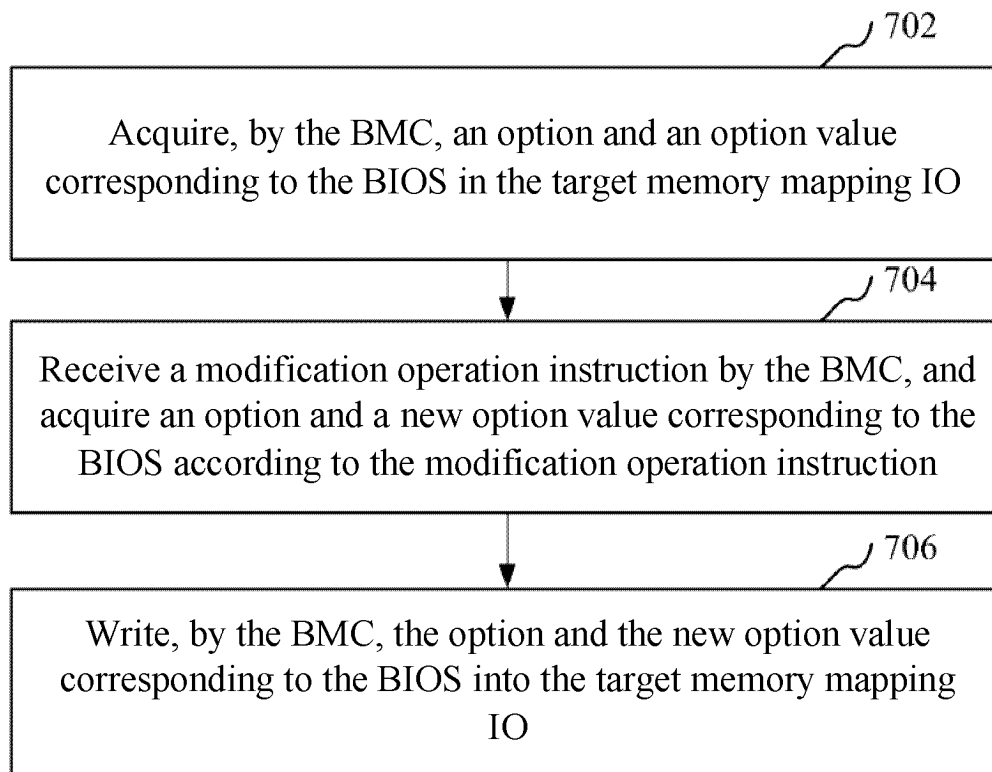 702
Acquire, by the BMC, an option and an option value
corresponding to the BIOS in the target memory mapping IO
704
Receive a modification operation instruction by the BMC, and
acquire an option and a new option value corresponding to the
BIOS according to the modification operation instruction
706
Write, by the BMC, the option and the new option value
corresponding to the BIOS into the target memory mapping
IO